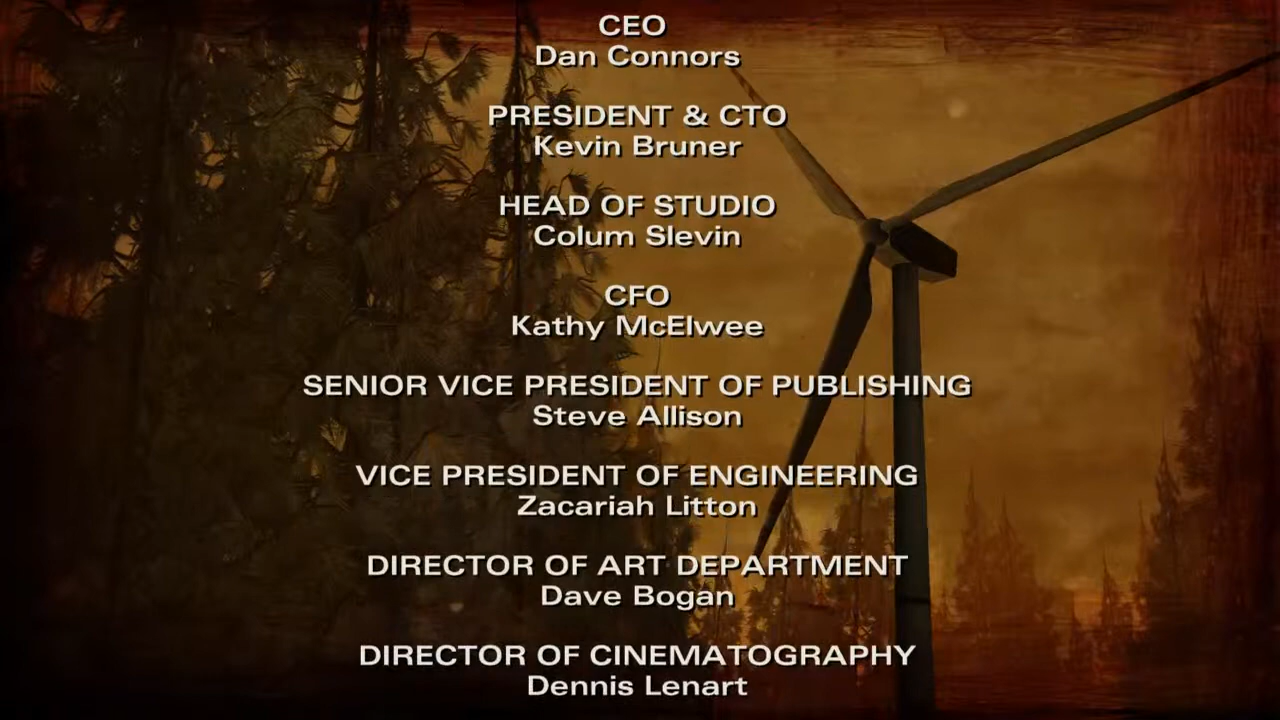 CEO
Dan Connors
PRESIDENT & CTO
Kevin Bruner
HEAD OF STUDIO
Colum Slevin
CFO
Kathy McElwee
SENIOR VICE PRESIDENT OF PUBLISHING
Steve Allison
VICE PRESIDENT OF ENGINEERING
Zacariah Litton
DIRECTOR OF ART DEPARTMENT
Dave Bogan
DIRECTOR OF CINEMATOGRAPHY
Dennis Lenart